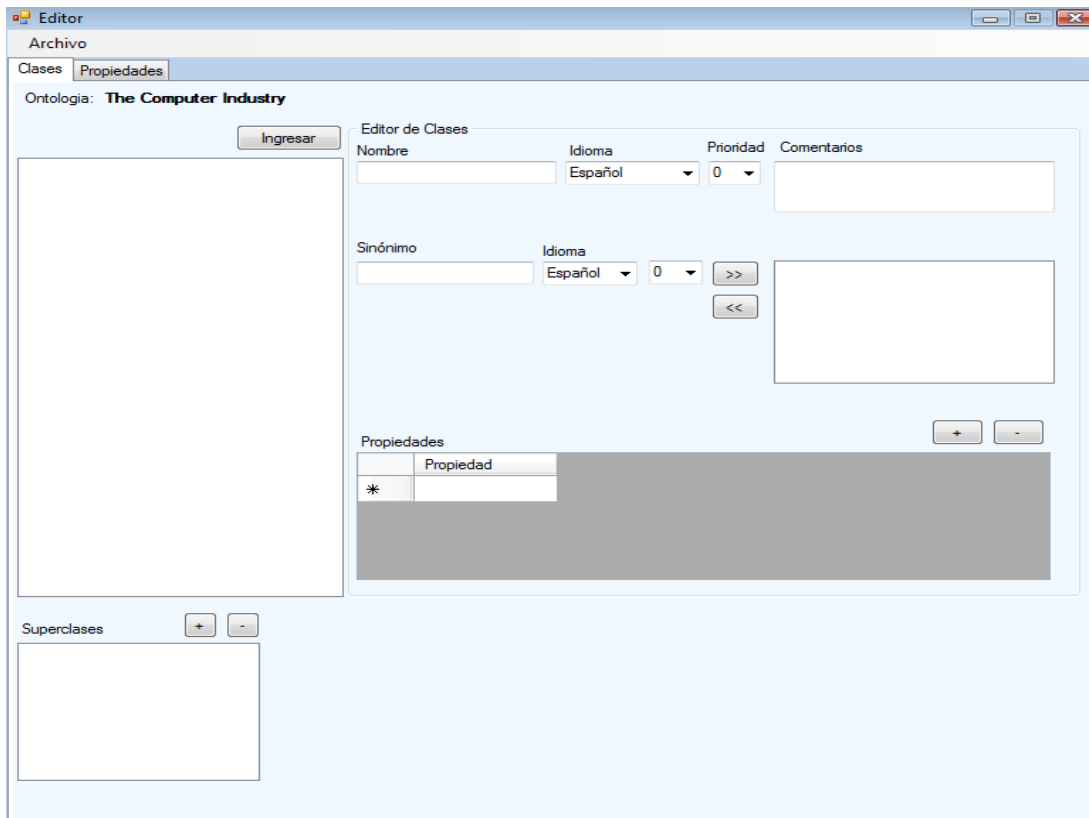 Editor
Archivo
Clases Propiedades
Ontologia: The Computer Industry
Ingresar
Editor de Clases
Nombre Idioma Prioridad Comentarios
Español 0
Sinónimo Idioma
Español 0 >>
<<
Propiedades + -
Propiedad
*
Superclases + -